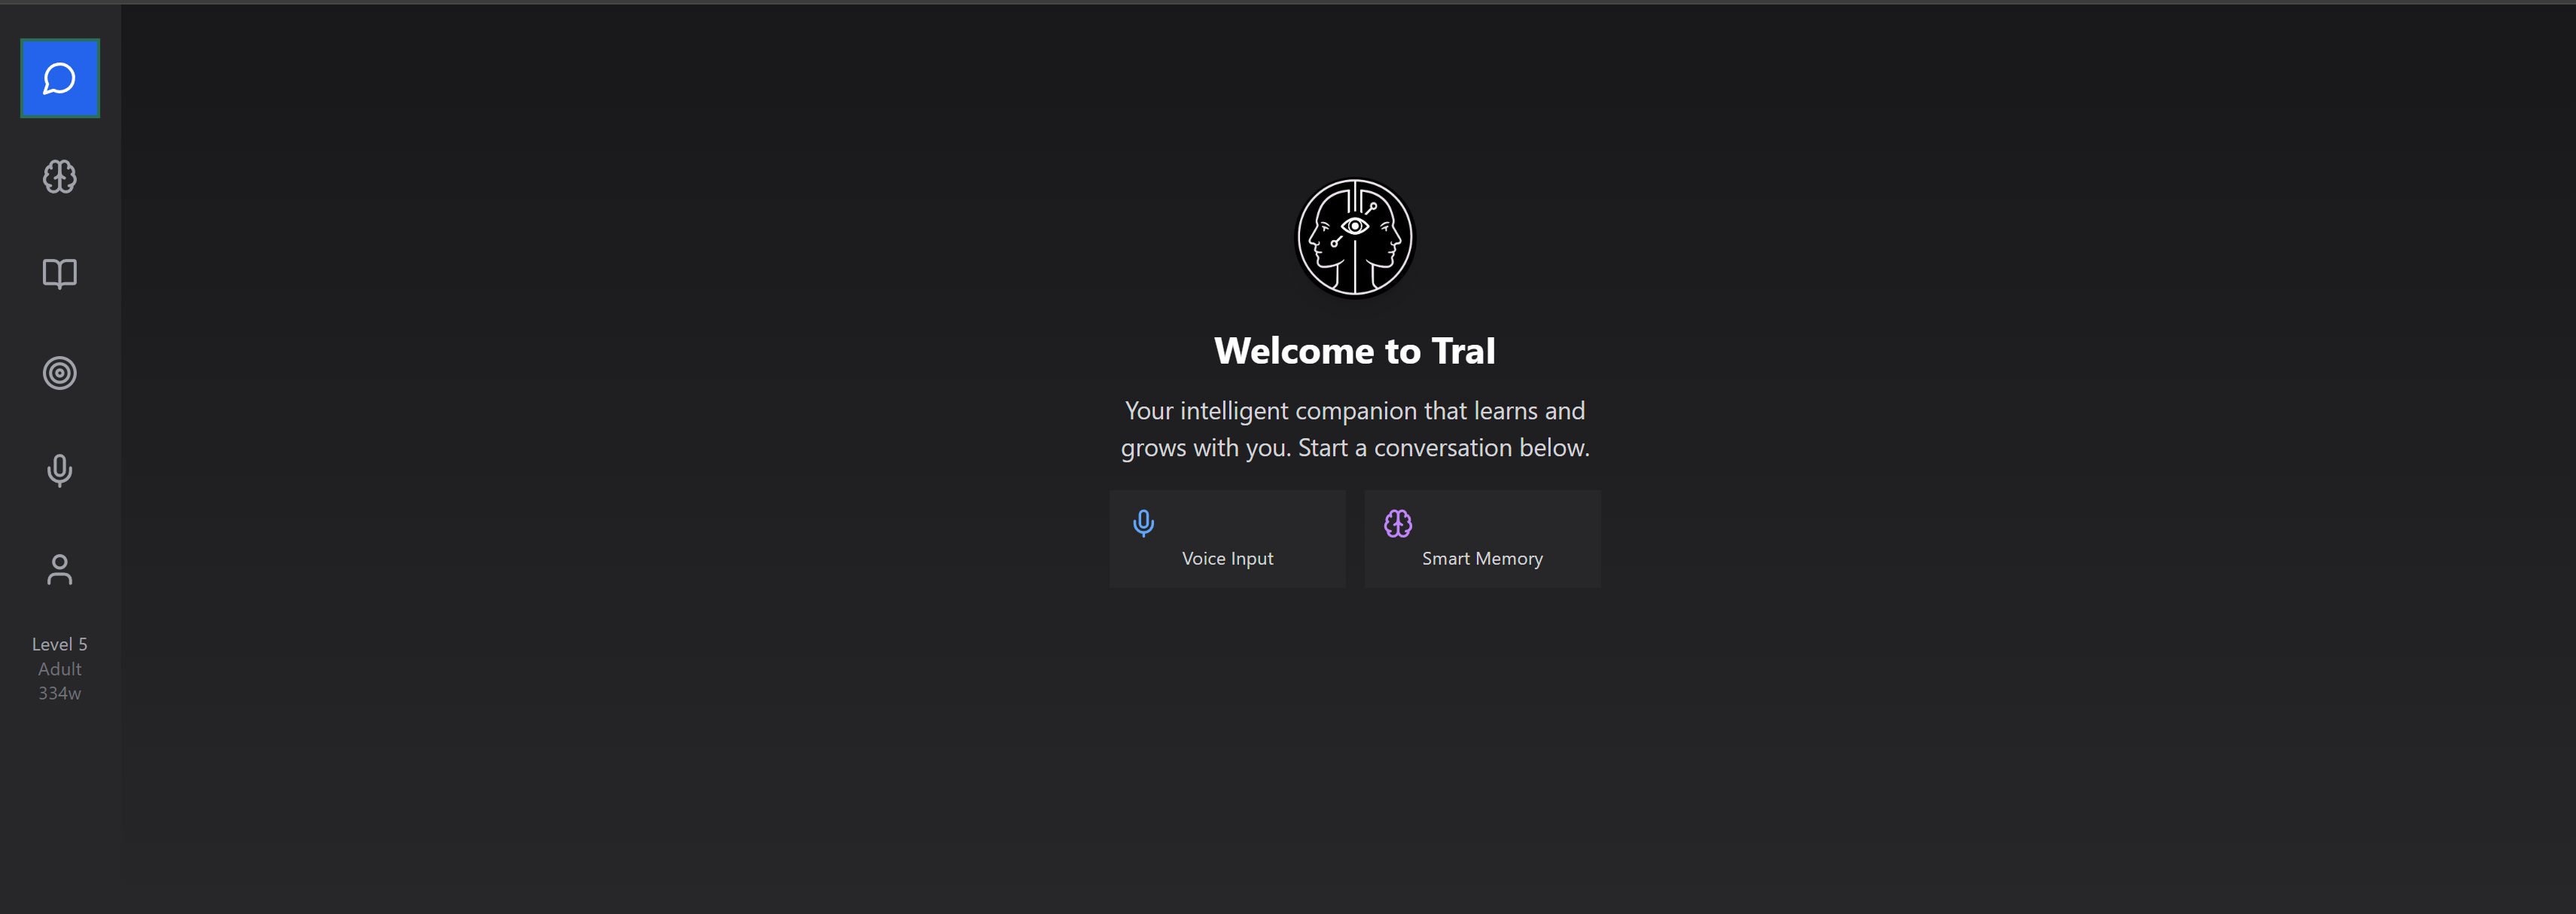 Welcome to Tral
Your intelligent companion that learns and
grows with you. Start a conversation below.
Voice Input
Smart Memory
Level 5
Adult
334w